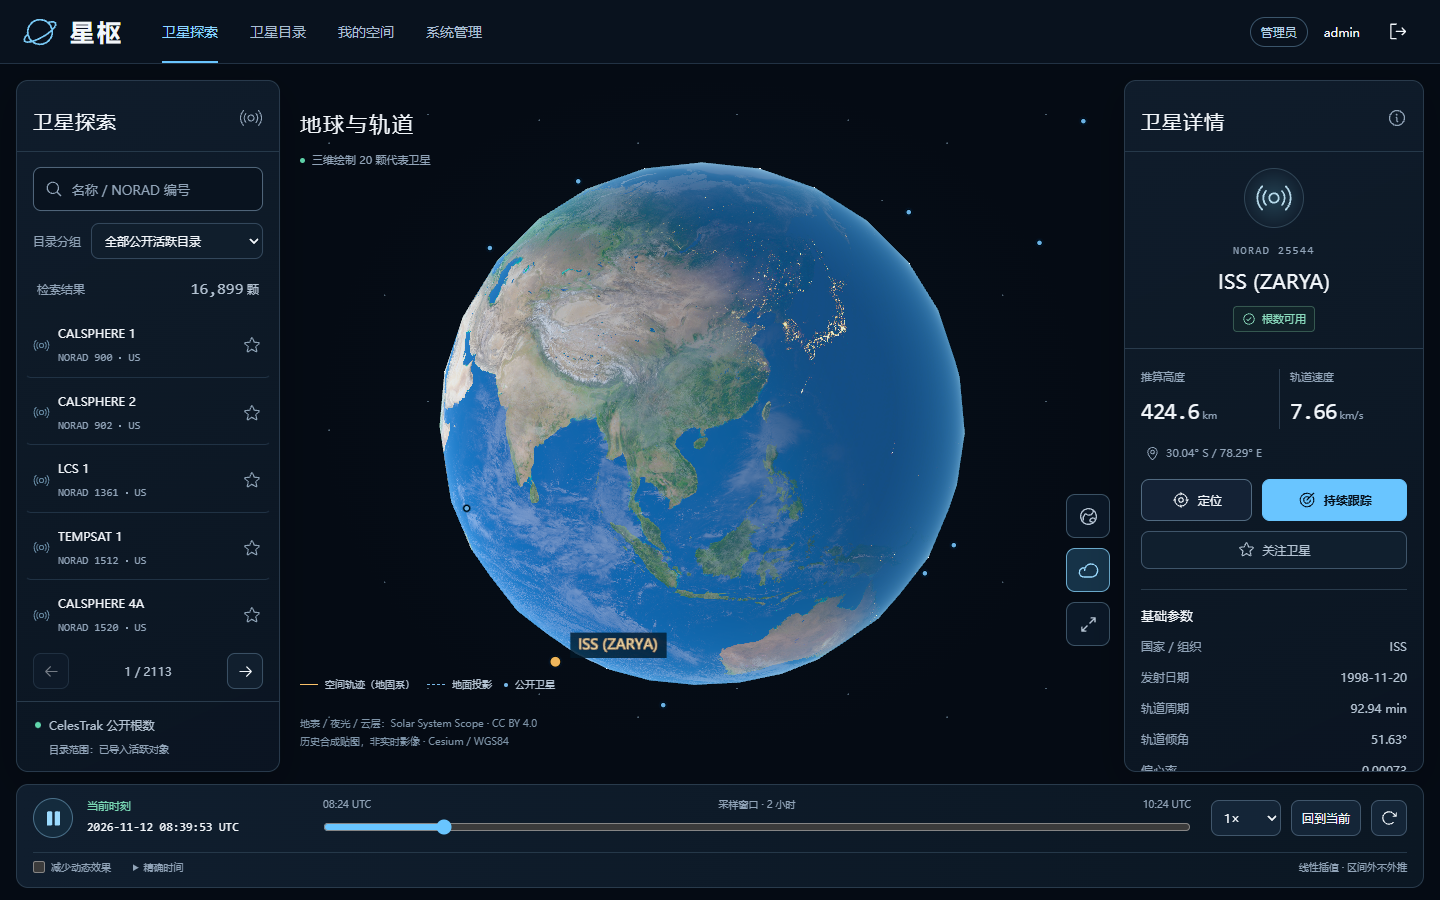 星枢
卫星探索
卫星目录
我的空间
系统管理
管理员
admin
卫星探索
名称 / NORAD 编号
目录分组
全部公开活跃目录
检索结果
16,899 颗
CALSPHERE 1
NORAD 900 · US
CALSPHERE 2
NORAD 902 · US
LCS 1
NORAD 1361 · US
TEMPSAT 1
NORAD 1512 · US
CALSPHERE 4A
NORAD 1520 · US
1 / 2113
CelesTrak 公开根数
目录范围：已导入活跃对象
地球与轨道
三维绘制 20 颗代表卫星
ISS (ZARYA)
空间轨迹（地固系）
地面投影
公开卫星
地表 / 夜光 / 云层：Solar System Scope · CC BY 4.0
历史合成贴图，非实时影像 · Cesium / WGS84
卫星详情
NORAD 25544
ISS (ZARYA)
根数可用
推算高度
轨道速度
424.6 km
7.66 km/s
30.04° S / 78.29° E
定位
持续跟踪
关注卫星
基础参数
国家 / 组织
ISS
发射日期
1998-11-20
轨道周期
92.94 min
轨道倾角
51.63°
偏心率
0.00073
当前时刻
2026-11-12 08:39:53 UTC
08:24 UTC
采样窗口 · 2 小时
10:24 UTC
1×
回到当前
减少动态效果
精确时间
线性插值 · 区间外不外推